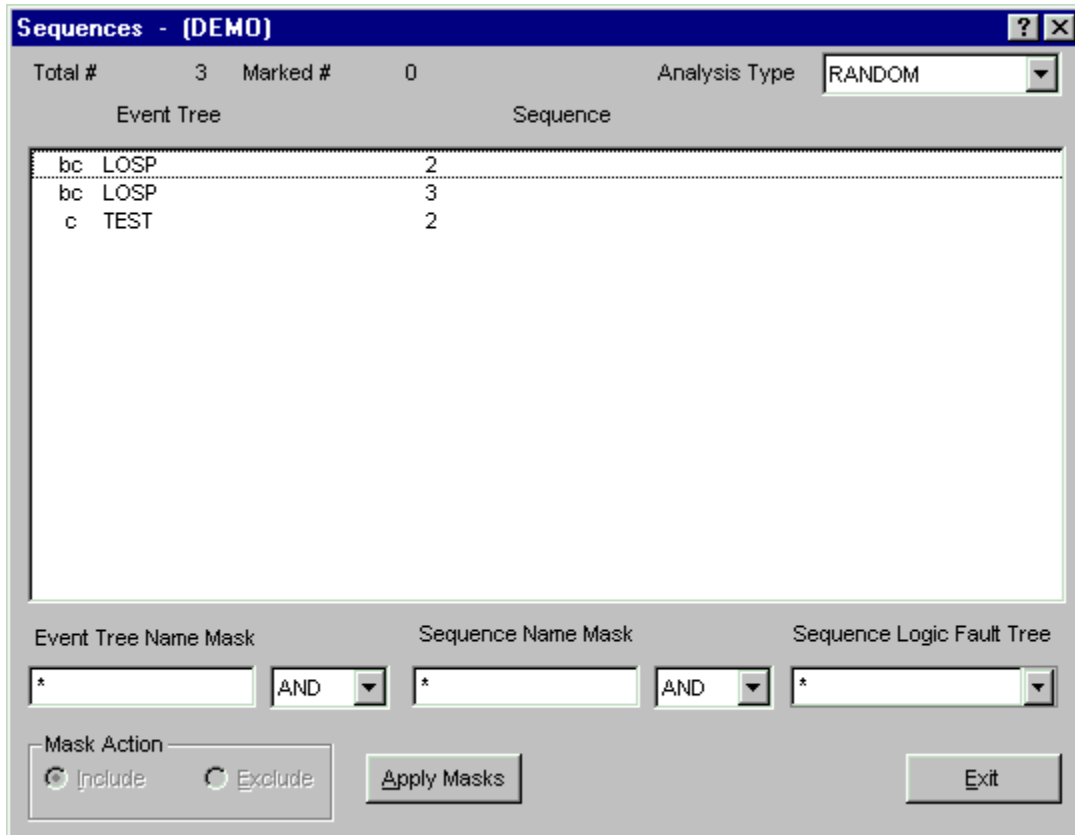 Sequences - (DEMO)
Total # 3 Marked # 0 Analysis Type RANDOM
Event Tree Sequence
bc LOSP 2
bc LOSP 3
c TEST 2
Event Tree Name Mask Sequence Name Mask Sequence Logic Fault Tree
* AND * AND *
Mask Action
Include Exclude Apply Masks Exit